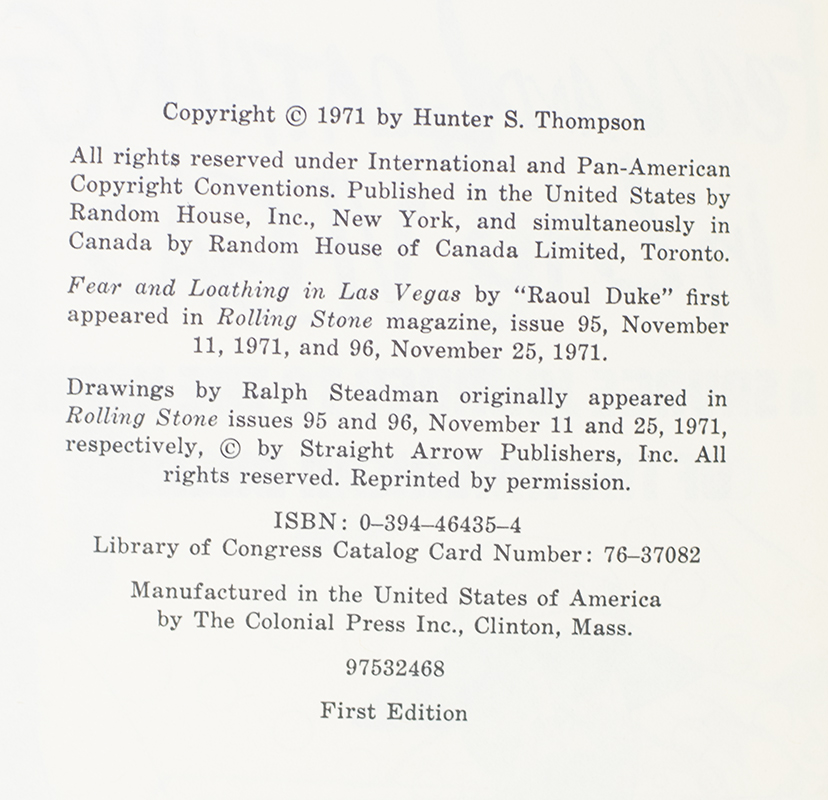 Copyright © 1971 by Hunter S. Thompson
All rights reserved under International and Pan-American
Copyright Conventions. Published in the United States by
Random House, Inc., New York, and simultaneously in
Canada by Random House of Canada Limited, Toronto.
Fear and Loathing in Las Vegas by “Raoul Duke” first
appeared in Rolling Stone magazine, issue 95, November
11, 1971, and 96, November 25, 1971.
Drawings by Ralph Steadman originally appeared in
Rolling Stone issues 95 and 96, November 11 and 25, 1971,
respectively, © by Straight Arrow Publishers, Inc. All
rights reserved. Reprinted by permission.
ISBN: 0–394–46435–4
Library of Congress Catalog Card Number: 76–37082
Manufactured in the United States of America
by The Colonial Press Inc., Clinton, Mass.
97532468
First Edition